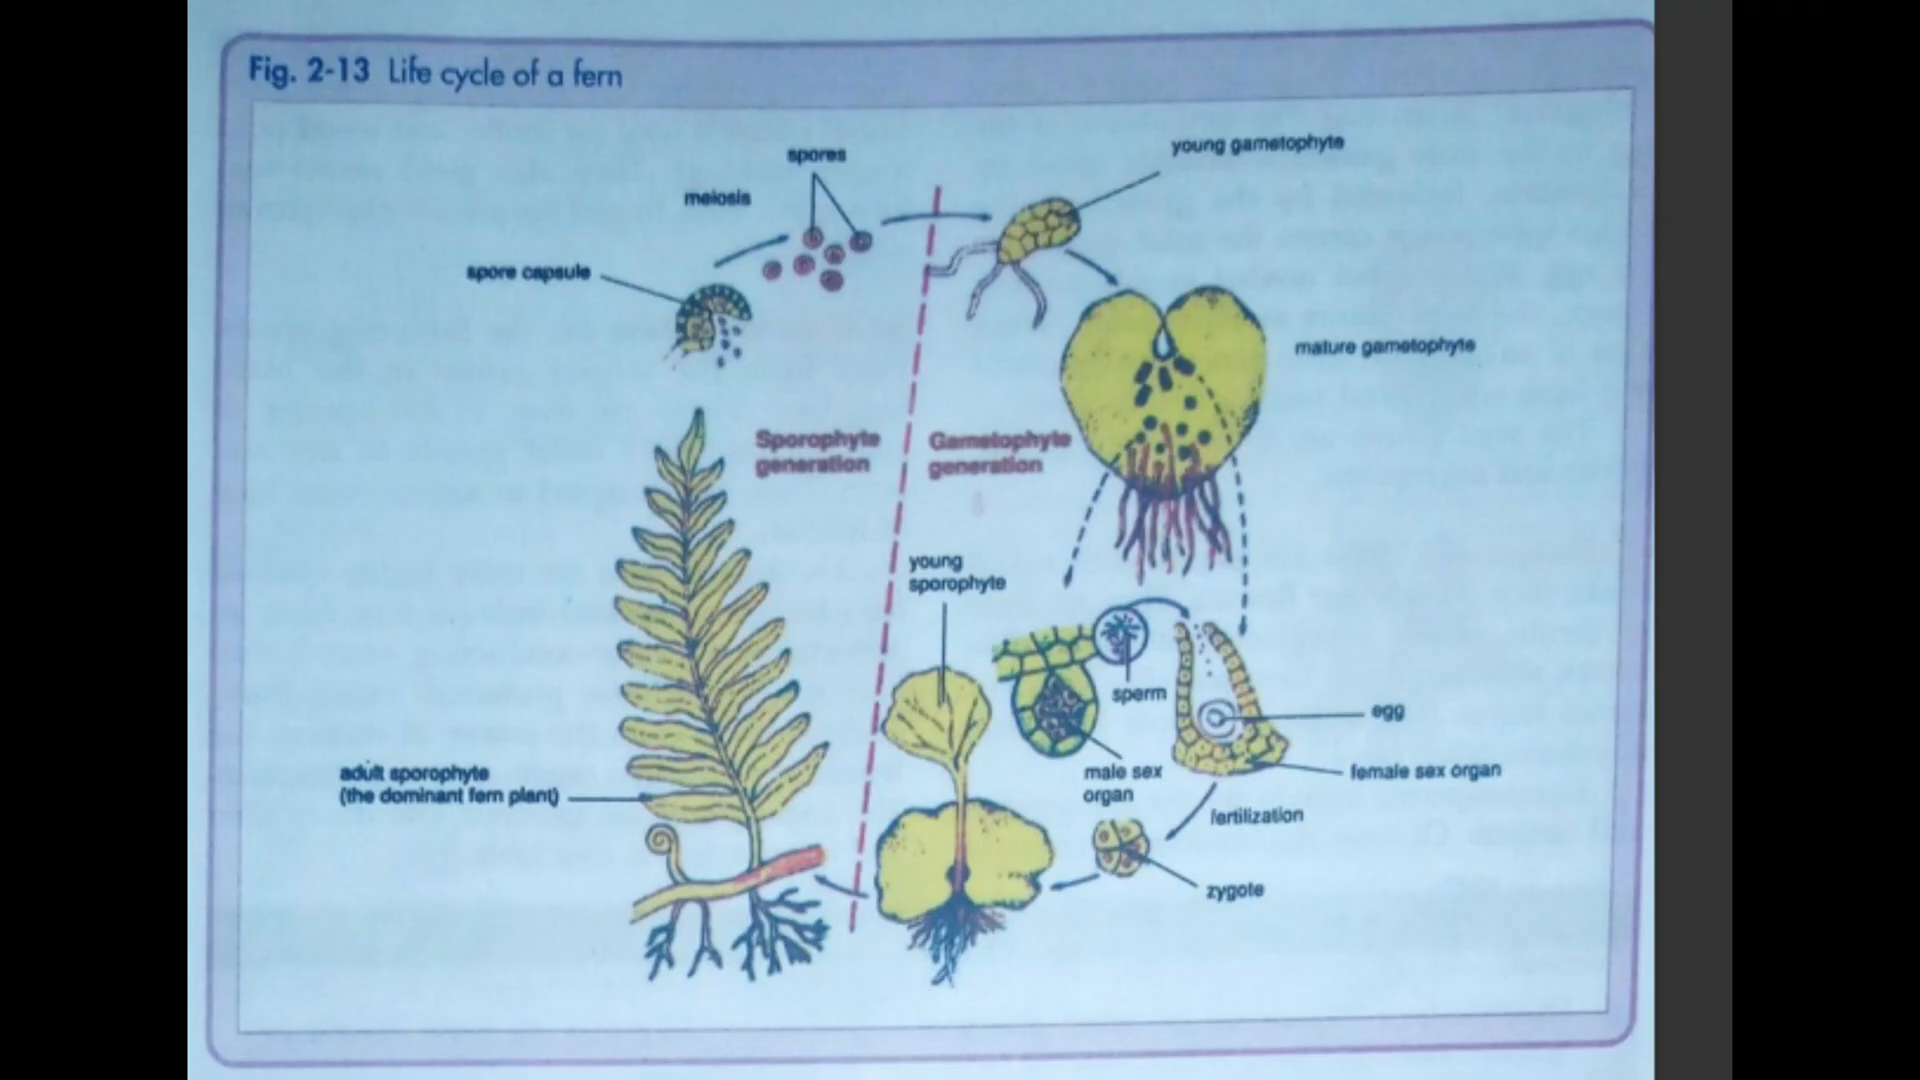 Fig. 2-13 Life cycle of a fern
spores
young gametophyte
meiosis
spore capsule
mature gametophyte
Sporophyte
generation
Gametophyte
generation
young
sporophyte
sperm
egg
male sex
organ
female sex organ
adult sporophyte
(the dominant fern plant)
fertilization
zygote